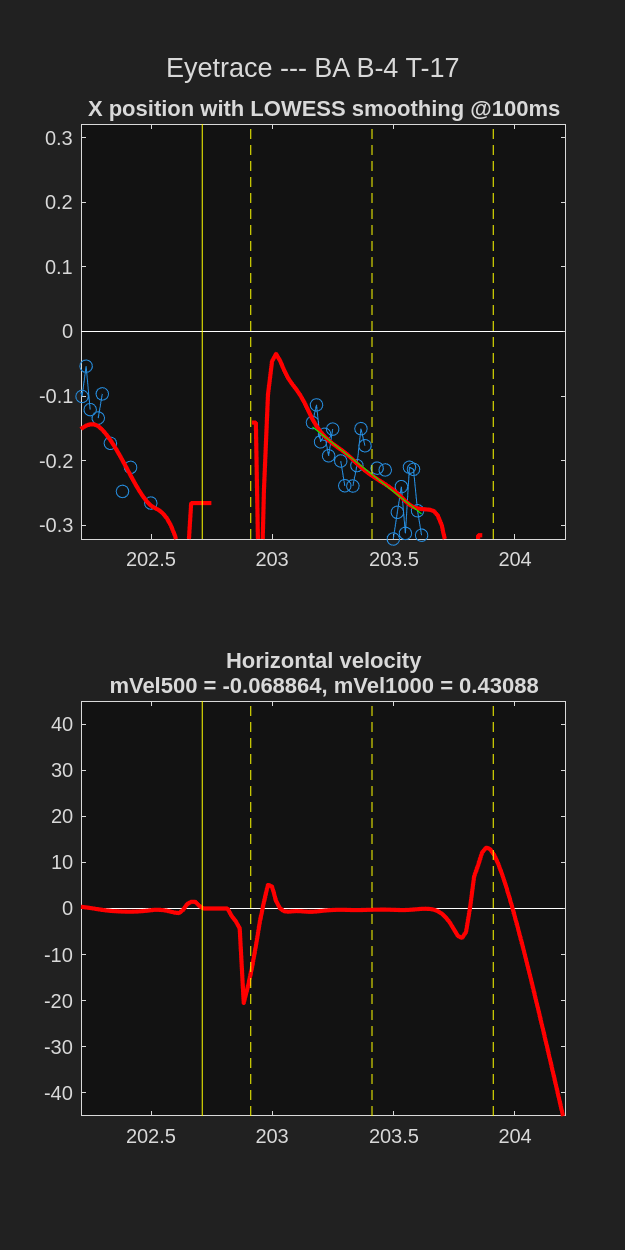 Eyetrace --- BA B-4 T-17
X position with LOWESS smoothing @100ms
0.3
0.2
0.1
0
-0.1
-0.2
-0.3
202.5 203 203.5 204
Horizontal velocity
mVel500 = -0.068864, mVel1000 = 0.43088
40
30
20
10
0
-10
-20
-30
-40
202.5 203 203.5 204